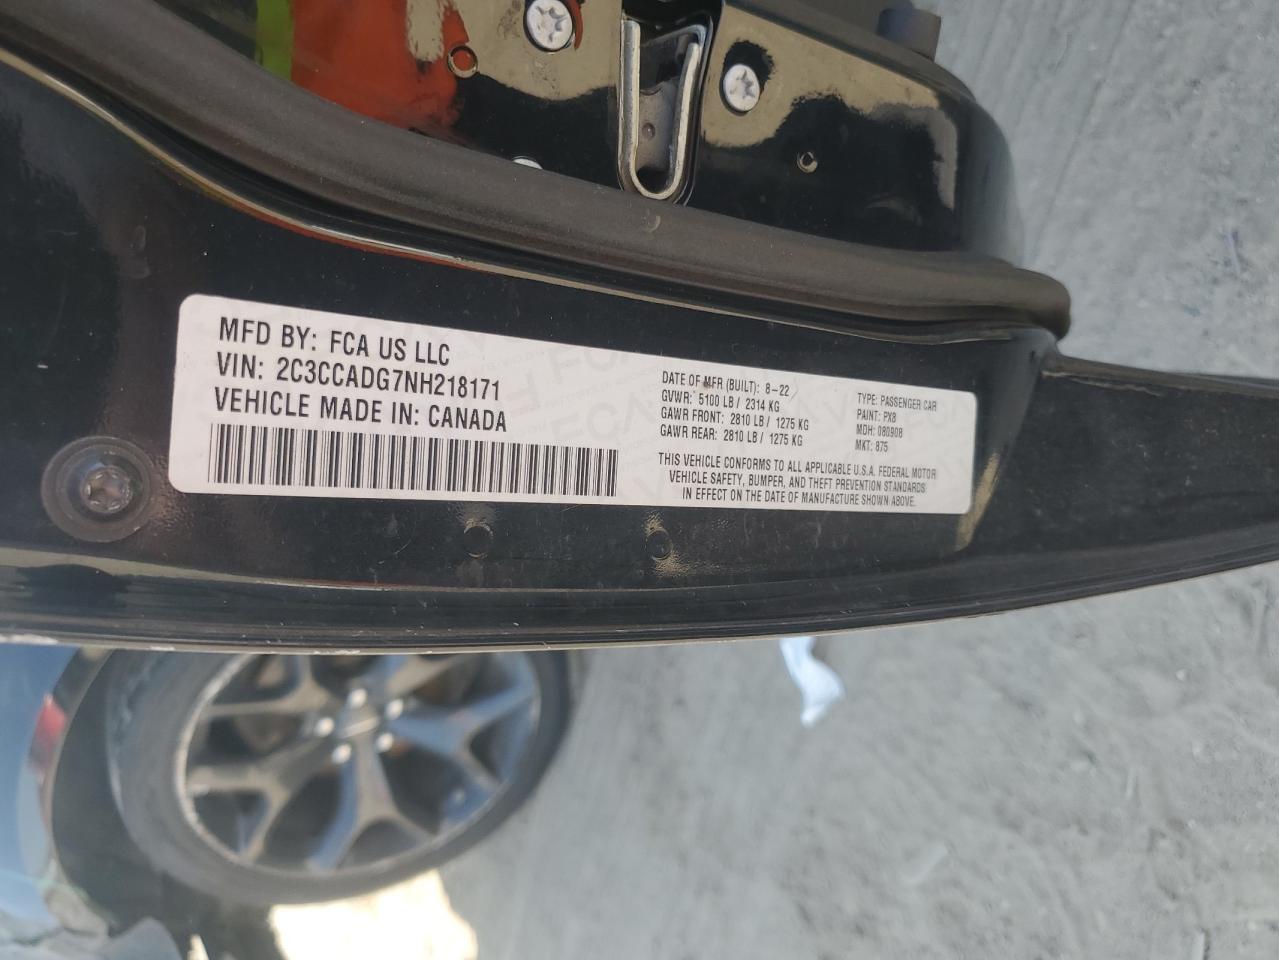 MFD BY: FCA US LLC
VIN: 2C3CCADG7NH218171
VEHICLE MADE IN: CANADA
DATE OF MFR (BUILT): 8-22
GVWR: 5100 LB / 2314 KG
GAWR FRONT: 2810 LB / 1275 KG
GAWR REAR: 2810 LB / 1275 KG
TYPE: PASSENGER CAR
PAINT: PX8
MDH: 080908
MKT: 875
THIS VEHICLE CONFORMS TO ALL APPLICABLE U.S.A. FEDERAL MOTOR
VEHICLE SAFETY, BUMPER, AND THEFT PREVENTION STANDARDS
IN EFFECT ON THE DATE OF MANUFACTURE SHOWN ABOVE.